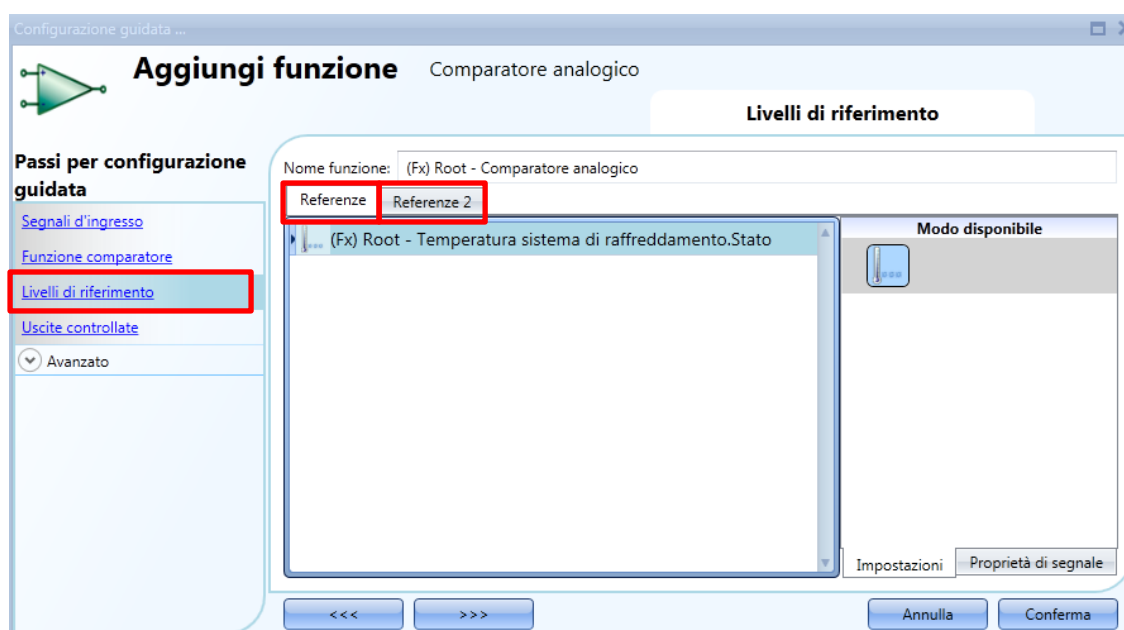 Configurazione guidata ...
Aggiungi funzione Comparatore analogico
Livelli di riferimento
Passi per configurazione
guidata
Segnali d'ingresso
Funzione comparatore
Livelli di riferimento
Uscite controllate
Avanzato
Nome funzione: (Fx) Root - Comparatore analogico
Referenze Referenze 2
(Fx) Root - Temperatura sistema di raffreddamento.Stato
Modo disponibile
Impostazioni Proprietà di segnale
<<< >>> Annulla Conferma